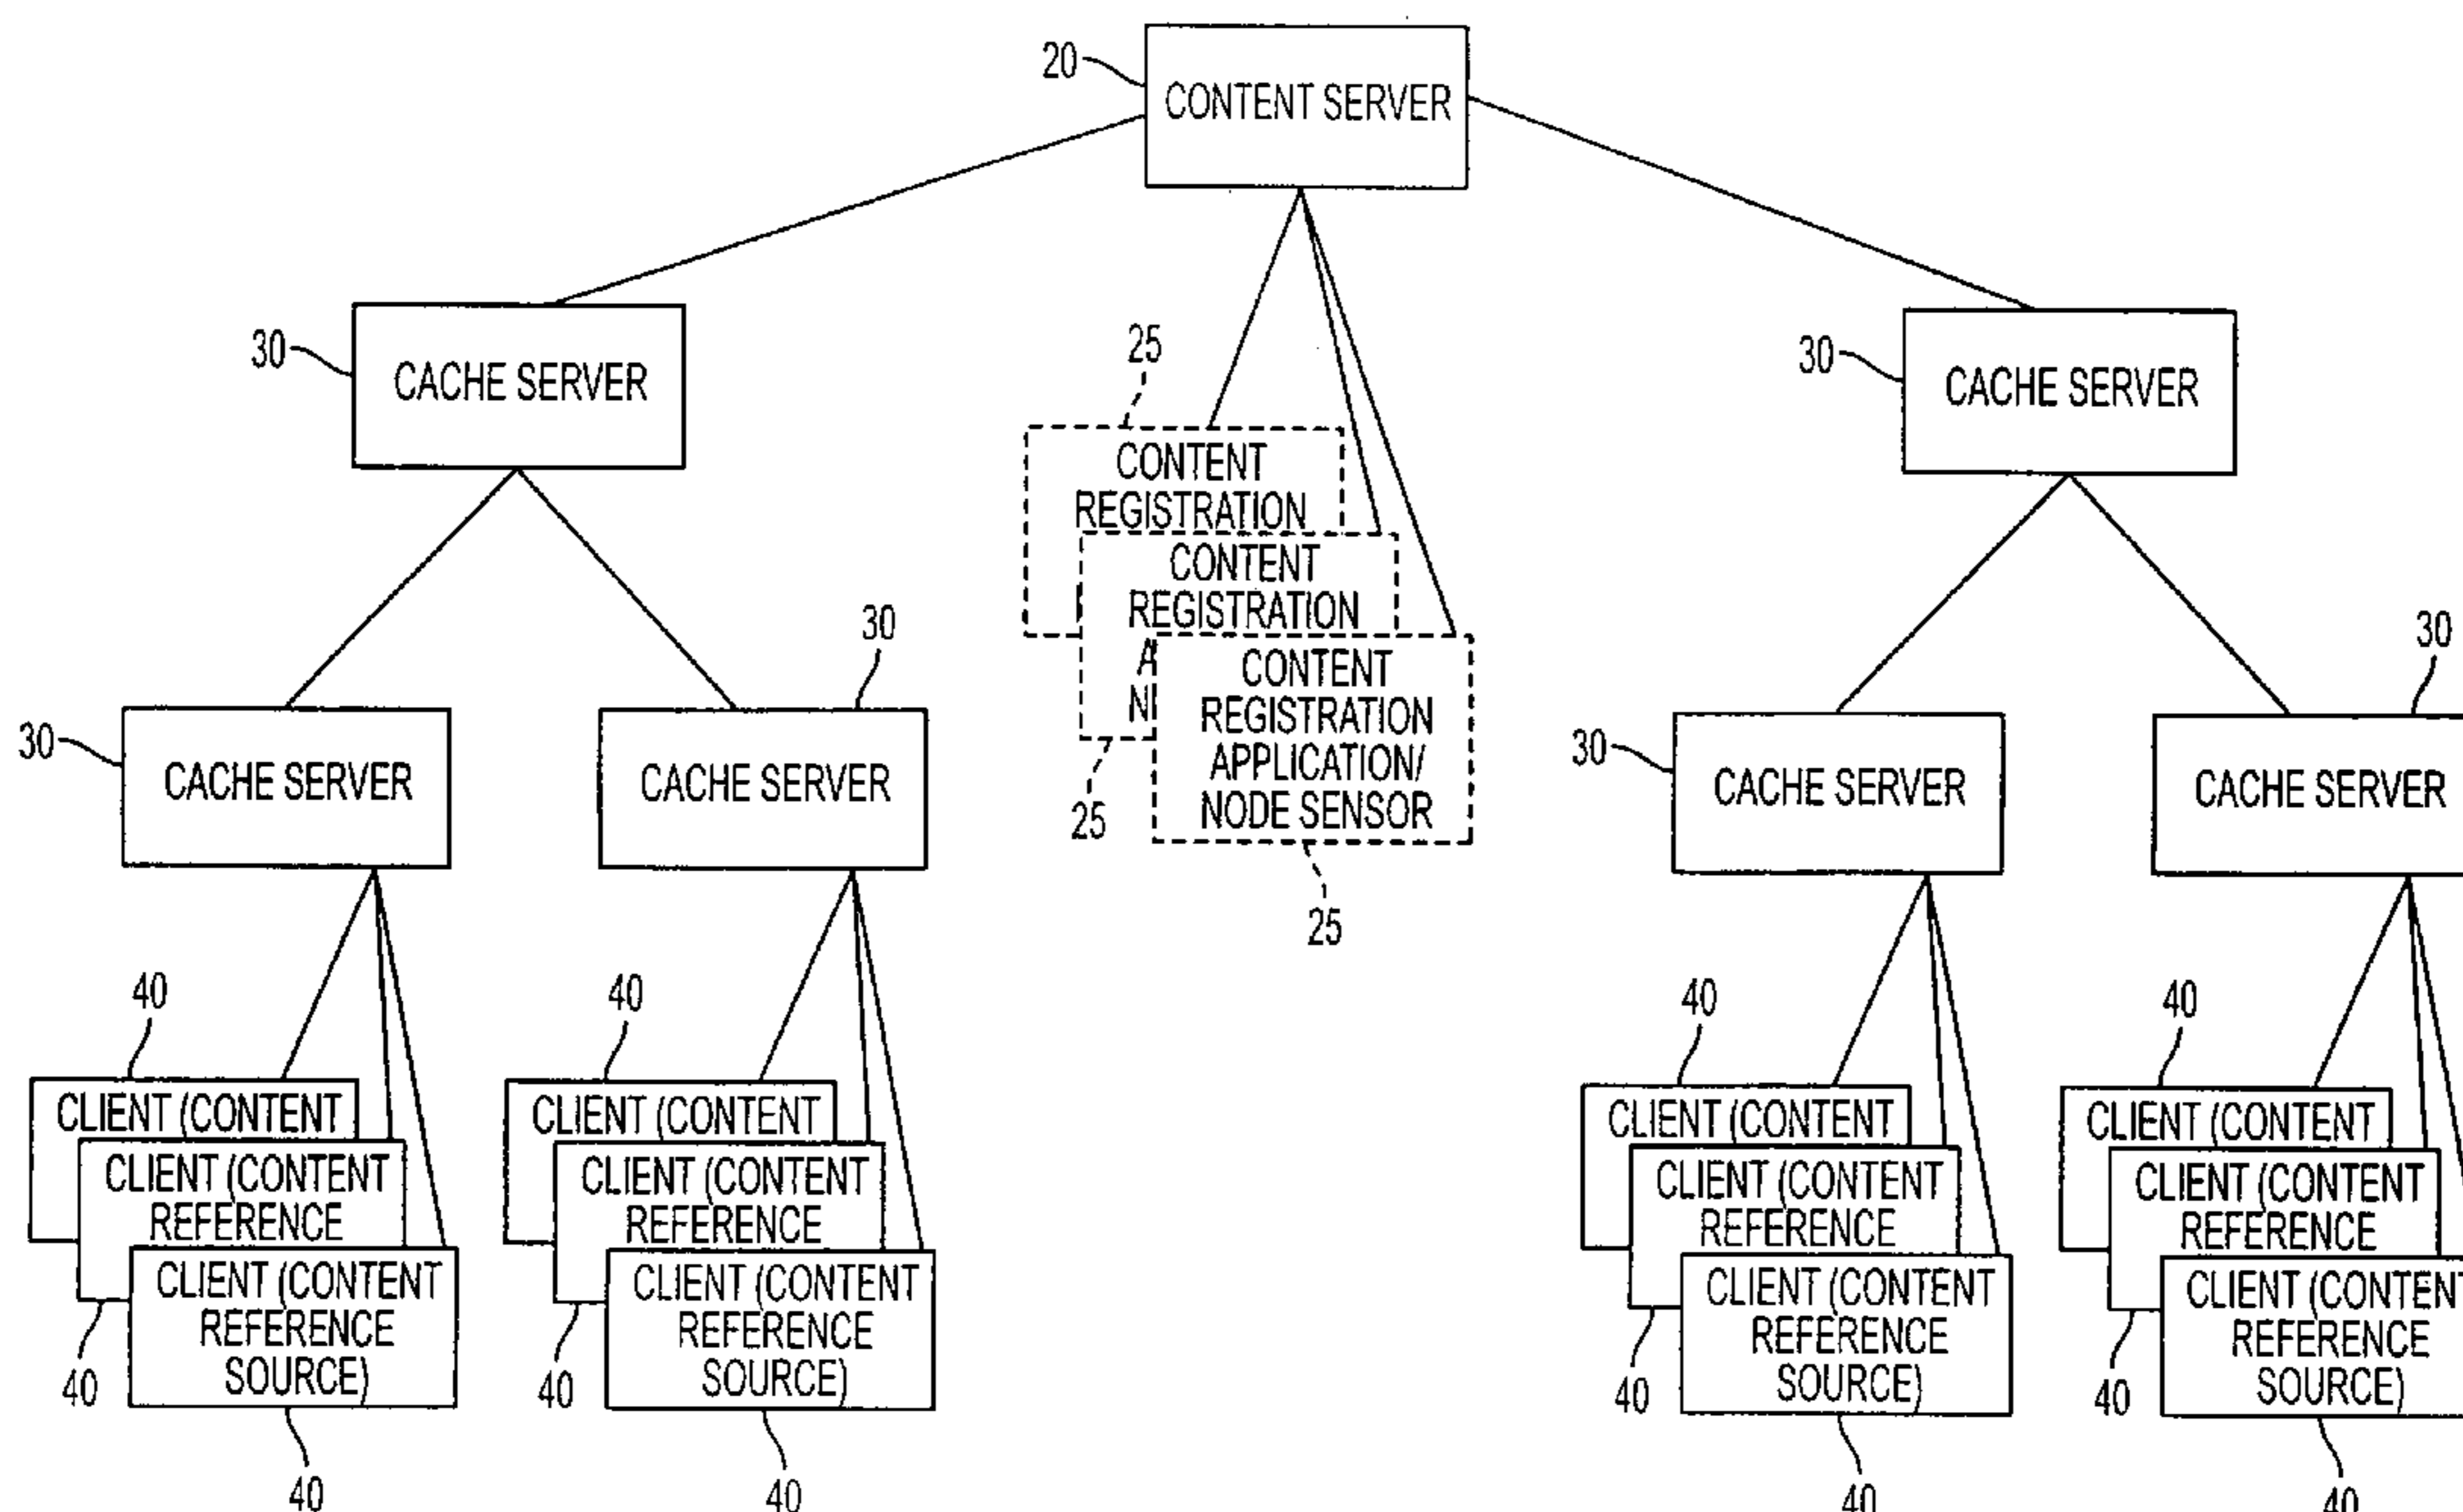 20
CONTENT SERVER
30
CACHE SERVER
25
30
CACHE SERVER
CONTENT
REGISTRATION
CONTENT
REGISTRATION
A
N
25
CONTENT
REGISTRATION
APPLICATION/
NODE SENSOR
25
30
CACHE SERVER
30
CACHE SERVER
30
CACHE SERVER
30
CACHE SERVER
40
CLIENT (CONTENT
CLIENT (CONTENT
REFERENCE
40
CLIENT (CONTENT
REFERENCE
SOURCE)
40
40
CLIENT (CONTENT
CLIENT (CONTENT
REFERENCE
40
CLIENT (CONTENT
REFERENCE
SOURCE)
40
40
CLIENT (CONTENT
CLIENT (CONTENT
REFERENCE
40
CLIENT (CONTENT
REFERENCE
SOURCE)
40
40
CLIENT (CONTENT
CLIENT (CONTENT
REFERENCE
40
CLIENT (CONTENT
REFERENCE
SOURCE)
40